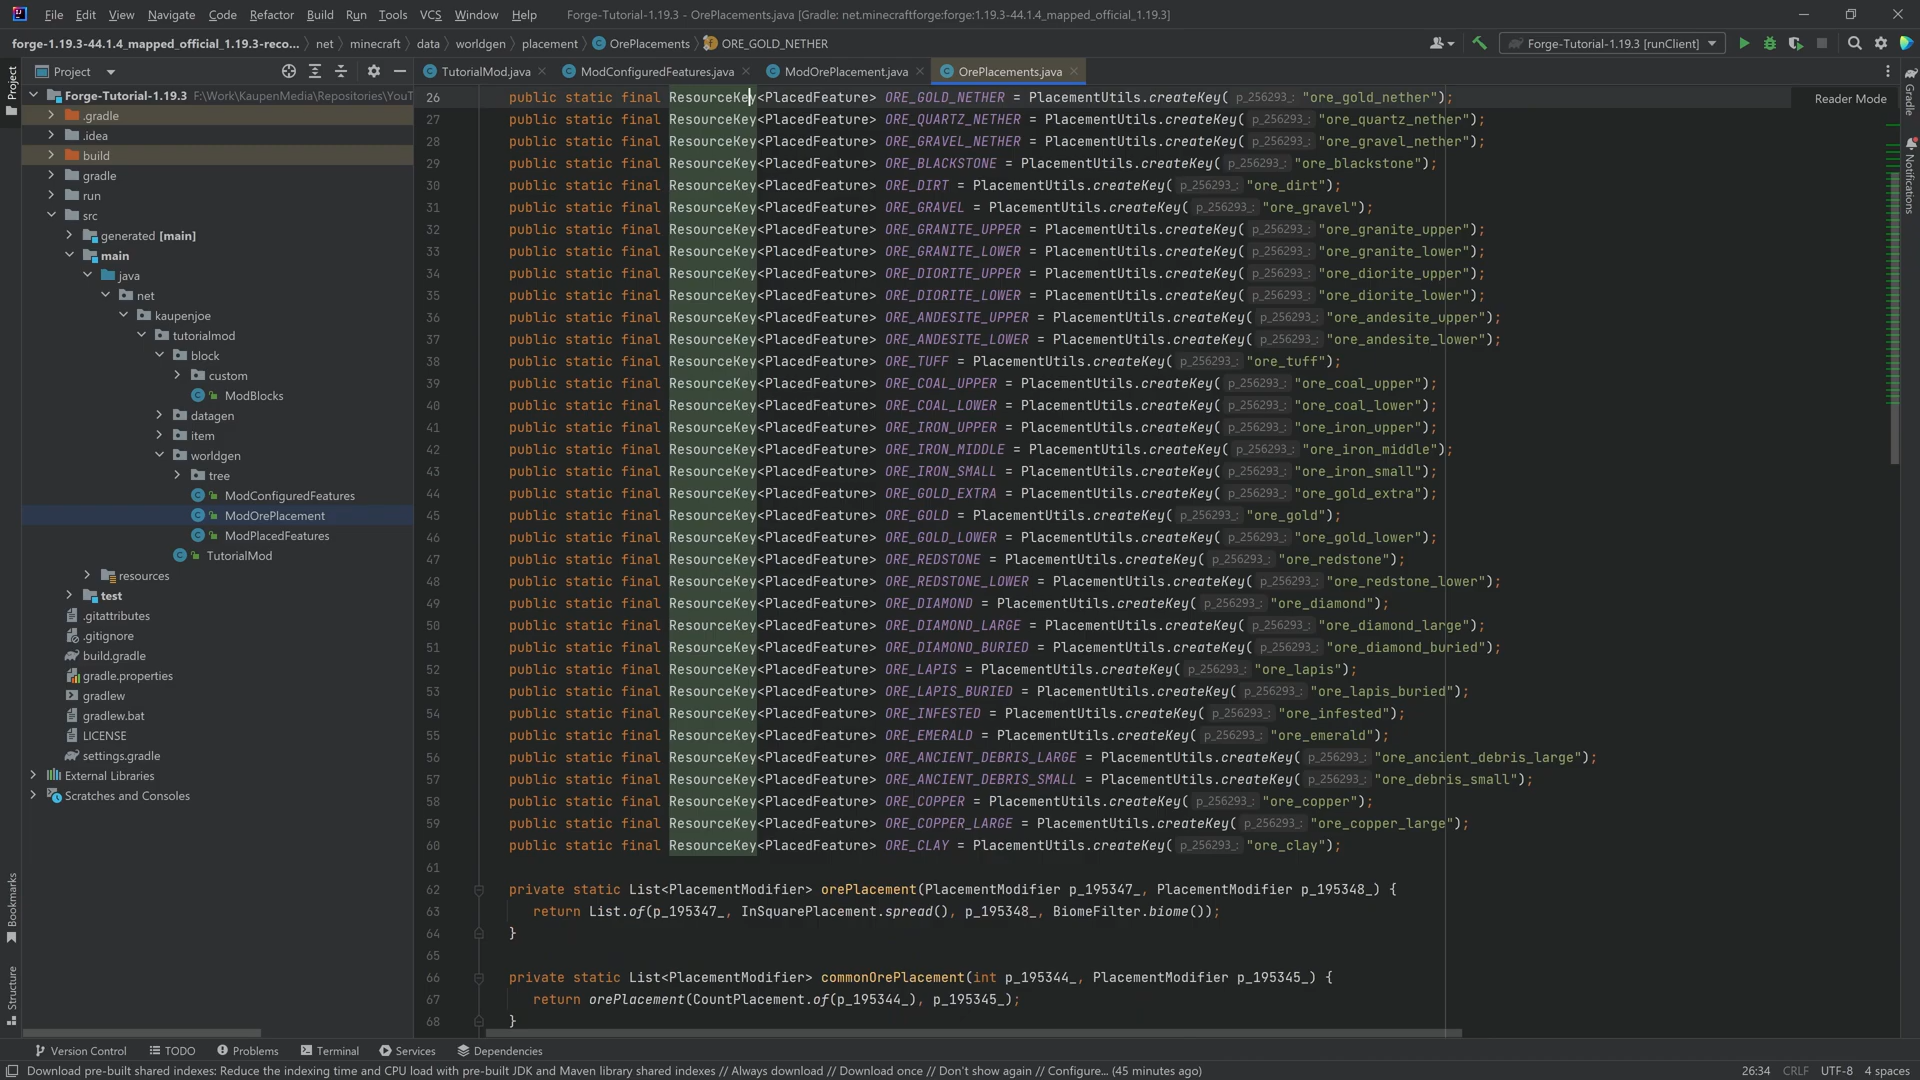 File Edit View Navigate Code Refactor Build Run Tools VCS Window Help Forge-Tutorial-1.19.3 - OrePlacements.java [Gradle: net.minecraftforge:forge:1.19.3-44.1.4_mapped_official_1.19.3]
forge-1.19.3-44.1.4_mapped_official_1.19.3-reco... net minecraft data worldgen placement OrePlacements ORE_GOLD_NETHER Forge-Tutorial-1.19.3 [runClient]
Project TutorialMod.java ModConfiguredFeatures.java ModOrePlacement.java OrePlacements.java
Project
Forge-Tutorial-1.19.3 F:\Work\KaupenMedia\Repositories\YouT
.gradle
.idea
build
gradle
run
src
generated [main]
main
java
net
kaupenjoe
tutorialmod
block
custom
ModBlocks
datagen
item
worldgen
tree
ModConfiguredFeatures
ModOrePlacement
ModPlacedFeatures
TutorialMod
resources
test
.gitattributes
.gitignore
build.gradle
gradle.properties
gradlew
gradlew.bat
LICENSE
settings.gradle
External Libraries
Scratches and Consoles
Bookmarks
Structure
Reader Mode
Gradle
Notifications
26 public static final ResourceKey<PlacedFeature> ORE_GOLD_NETHER = PlacementUtils.createKey( p_256293_: "ore_gold_nether");
27 public static final ResourceKey<PlacedFeature> ORE_QUARTZ_NETHER = PlacementUtils.createKey( p_256293_: "ore_quartz_nether");
28 public static final ResourceKey<PlacedFeature> ORE_GRAVEL_NETHER = PlacementUtils.createKey( p_256293_: "ore_gravel_nether");
29 public static final ResourceKey<PlacedFeature> ORE_BLACKSTONE = PlacementUtils.createKey( p_256293_: "ore_blackstone");
30 public static final ResourceKey<PlacedFeature> ORE_DIRT = PlacementUtils.createKey( p_256293_: "ore_dirt");
31 public static final ResourceKey<PlacedFeature> ORE_GRAVEL = PlacementUtils.createKey( p_256293_: "ore_gravel");
32 public static final ResourceKey<PlacedFeature> ORE_GRANITE_UPPER = PlacementUtils.createKey( p_256293_: "ore_granite_upper");
33 public static final ResourceKey<PlacedFeature> ORE_GRANITE_LOWER = PlacementUtils.createKey( p_256293_: "ore_granite_lower");
34 public static final ResourceKey<PlacedFeature> ORE_DIORITE_UPPER = PlacementUtils.createKey( p_256293_: "ore_diorite_upper");
35 public static final ResourceKey<PlacedFeature> ORE_DIORITE_LOWER = PlacementUtils.createKey( p_256293_: "ore_diorite_lower");
36 public static final ResourceKey<PlacedFeature> ORE_ANDESITE_UPPER = PlacementUtils.createKey( p_256293_: "ore_andesite_upper");
37 public static final ResourceKey<PlacedFeature> ORE_ANDESITE_LOWER = PlacementUtils.createKey( p_256293_: "ore_andesite_lower");
38 public static final ResourceKey<PlacedFeature> ORE_TUFF = PlacementUtils.createKey( p_256293_: "ore_tuff");
39 public static final ResourceKey<PlacedFeature> ORE_COAL_UPPER = PlacementUtils.createKey( p_256293_: "ore_coal_upper");
40 public static final ResourceKey<PlacedFeature> ORE_COAL_LOWER = PlacementUtils.createKey( p_256293_: "ore_coal_lower");
41 public static final ResourceKey<PlacedFeature> ORE_IRON_UPPER = PlacementUtils.createKey( p_256293_: "ore_iron_upper");
42 public static final ResourceKey<PlacedFeature> ORE_IRON_MIDDLE = PlacementUtils.createKey( p_256293_: "ore_iron_middle");
43 public static final ResourceKey<PlacedFeature> ORE_IRON_SMALL = PlacementUtils.createKey( p_256293_: "ore_iron_small");
44 public static final ResourceKey<PlacedFeature> ORE_GOLD_EXTRA = PlacementUtils.createKey( p_256293_: "ore_gold_extra");
45 public static final ResourceKey<PlacedFeature> ORE_GOLD = PlacementUtils.createKey( p_256293_: "ore_gold");
46 public static final ResourceKey<PlacedFeature> ORE_GOLD_LOWER = PlacementUtils.createKey( p_256293_: "ore_gold_lower");
47 public static final ResourceKey<PlacedFeature> ORE_REDSTONE = PlacementUtils.createKey( p_256293_: "ore_redstone");
48 public static final ResourceKey<PlacedFeature> ORE_REDSTONE_LOWER = PlacementUtils.createKey( p_256293_: "ore_redstone_lower");
49 public static final ResourceKey<PlacedFeature> ORE_DIAMOND = PlacementUtils.createKey( p_256293_: "ore_diamond");
50 public static final ResourceKey<PlacedFeature> ORE_DIAMOND_LARGE = PlacementUtils.createKey( p_256293_: "ore_diamond_large");
51 public static final ResourceKey<PlacedFeature> ORE_DIAMOND_BURIED = PlacementUtils.createKey( p_256293_: "ore_diamond_buried");
52 public static final ResourceKey<PlacedFeature> ORE_LAPIS = PlacementUtils.createKey( p_256293_: "ore_lapis");
53 public static final ResourceKey<PlacedFeature> ORE_LAPIS_BURIED = PlacementUtils.createKey( p_256293_: "ore_lapis_buried");
54 public static final ResourceKey<PlacedFeature> ORE_INFESTED = PlacementUtils.createKey( p_256293_: "ore_infested");
55 public static final ResourceKey<PlacedFeature> ORE_EMERALD = PlacementUtils.createKey( p_256293_: "ore_emerald");
56 public static final ResourceKey<PlacedFeature> ORE_ANCIENT_DEBRIS_LARGE = PlacementUtils.createKey( p_256293_: "ore_ancient_debris_large");
57 public static final ResourceKey<PlacedFeature> ORE_ANCIENT_DEBRIS_SMALL = PlacementUtils.createKey( p_256293_: "ore_debris_small");
58 public static final ResourceKey<PlacedFeature> ORE_COPPER = PlacementUtils.createKey( p_256293_: "ore_copper");
59 public static final ResourceKey<PlacedFeature> ORE_COPPER_LARGE = PlacementUtils.createKey( p_256293_: "ore_copper_large");
60 public static final ResourceKey<PlacedFeature> ORE_CLAY = PlacementUtils.createKey( p_256293_: "ore_clay");
61
62 private static List<PlacementModifier> orePlacement(PlacementModifier p_195347_, PlacementModifier p_195348_) {
63 return List.of(p_195347_, InSquarePlacement.spread(), p_195348_, BiomeFilter.biome());
64 }
65
66 private static List<PlacementModifier> commonOrePlacement(int p_195344_, PlacementModifier p_195345_) {
67 return orePlacement(CountPlacement.of(p_195344_), p_195345_);
68 }
Version Control TODO Problems Terminal Services Dependencies
Download pre-built shared indexes: Reduce the indexing time and CPU load with pre-built JDK and Maven library shared indexes // Always download // Download once // Don't show again // Configure... (45 minutes ago) 26:34 CRLF UTF-8 4 spaces